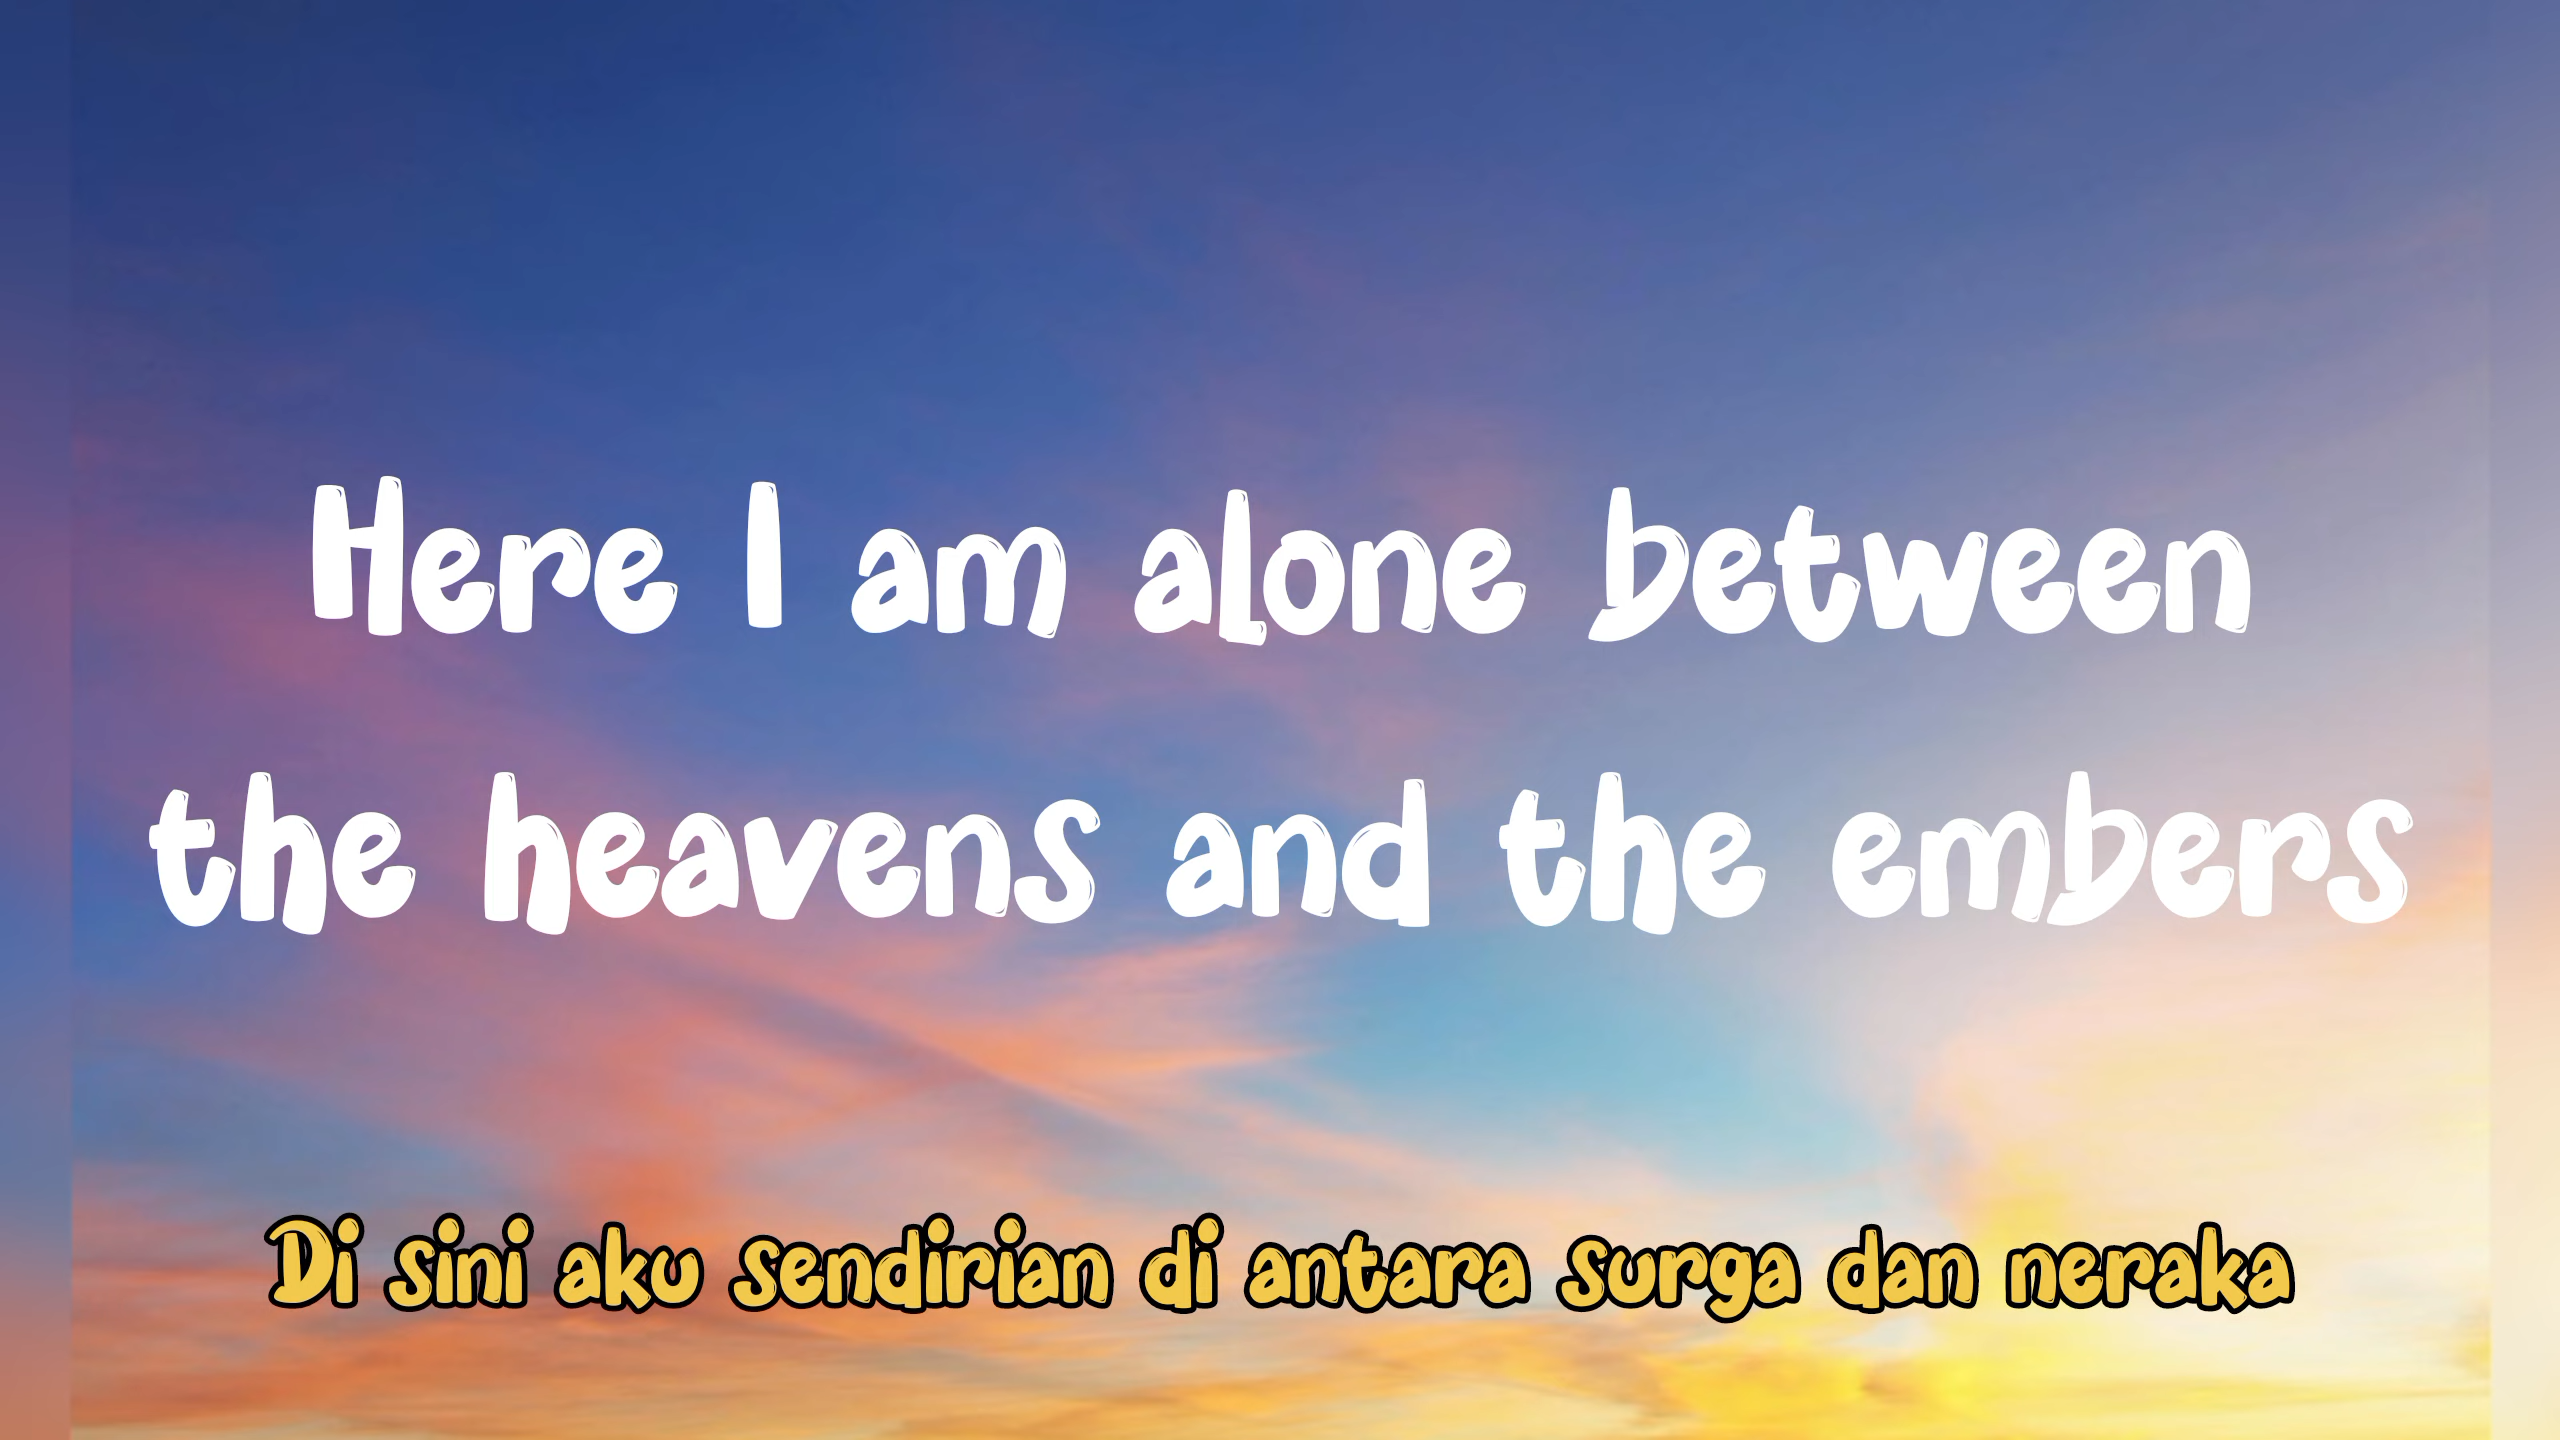 Here I am alone between
the heavens and the embers
Di sini aku sendirian di antara surga dan neraka